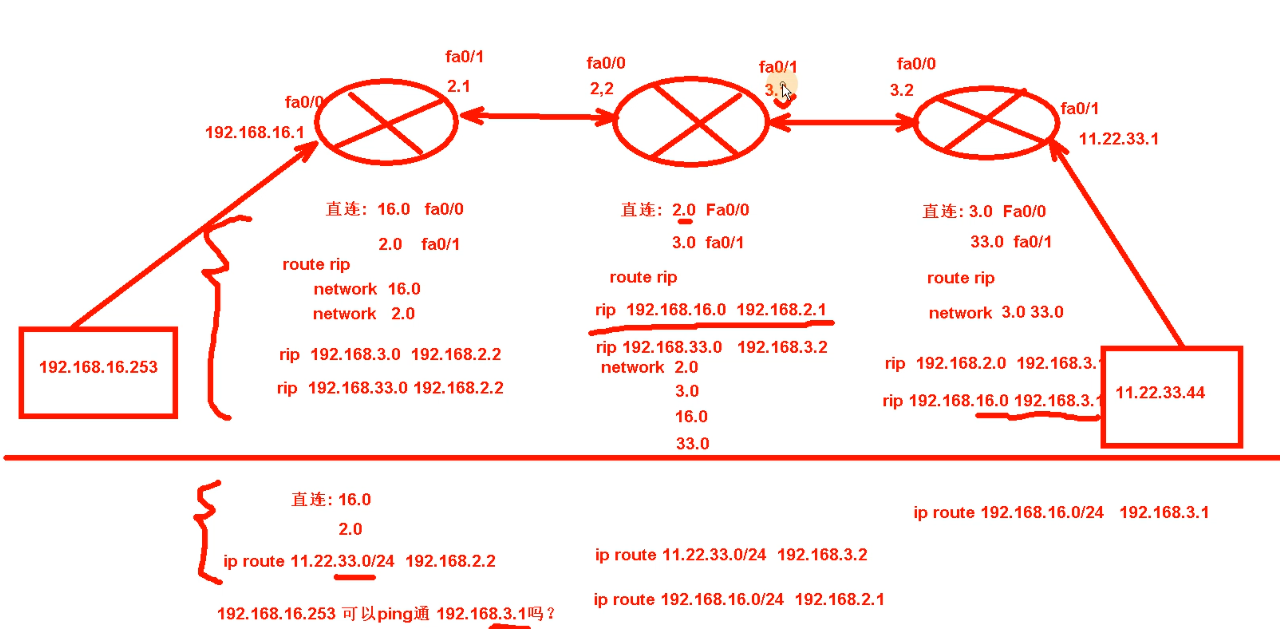 fa0/1
fa0/0
fa0/1
fa0/0
2.1
2,2
3.2
fa0/0
fa0/1
192.168.16.1
11.22.33.1
直连: 16.0 fa0/0
2.0 fa0/1
route rip
network 16.0
network 2.0
rip 192.168.3.0 192.168.2.2
rip 192.168.33.0 192.168.2.2
直连: 2.0 Fa0/0
3.0 fa0/1
route rip
rip 192.168.16.0 192.168.2.1
rip 192.168.33.0 192.168.3.2
network 2.0
3.0
16.0
33.0
直连: 3.0 Fa0/0
33.0 fa0/1
route rip
network 3.0 33.0
rip 192.168.2.0 192.168.3.1
rip 192.168.16.0 192.168.3.1
192.168.16.253
11.22.33.44
直连: 16.0
2.0
ip route 11.22.33.0/24 192.168.2.2
192.168.16.253 可以ping通 192.168.3.1吗?
ip route 11.22.33.0/24 192.168.3.2
ip route 192.168.16.0/24 192.168.2.1
ip route 192.168.16.0/24 192.168.3.1